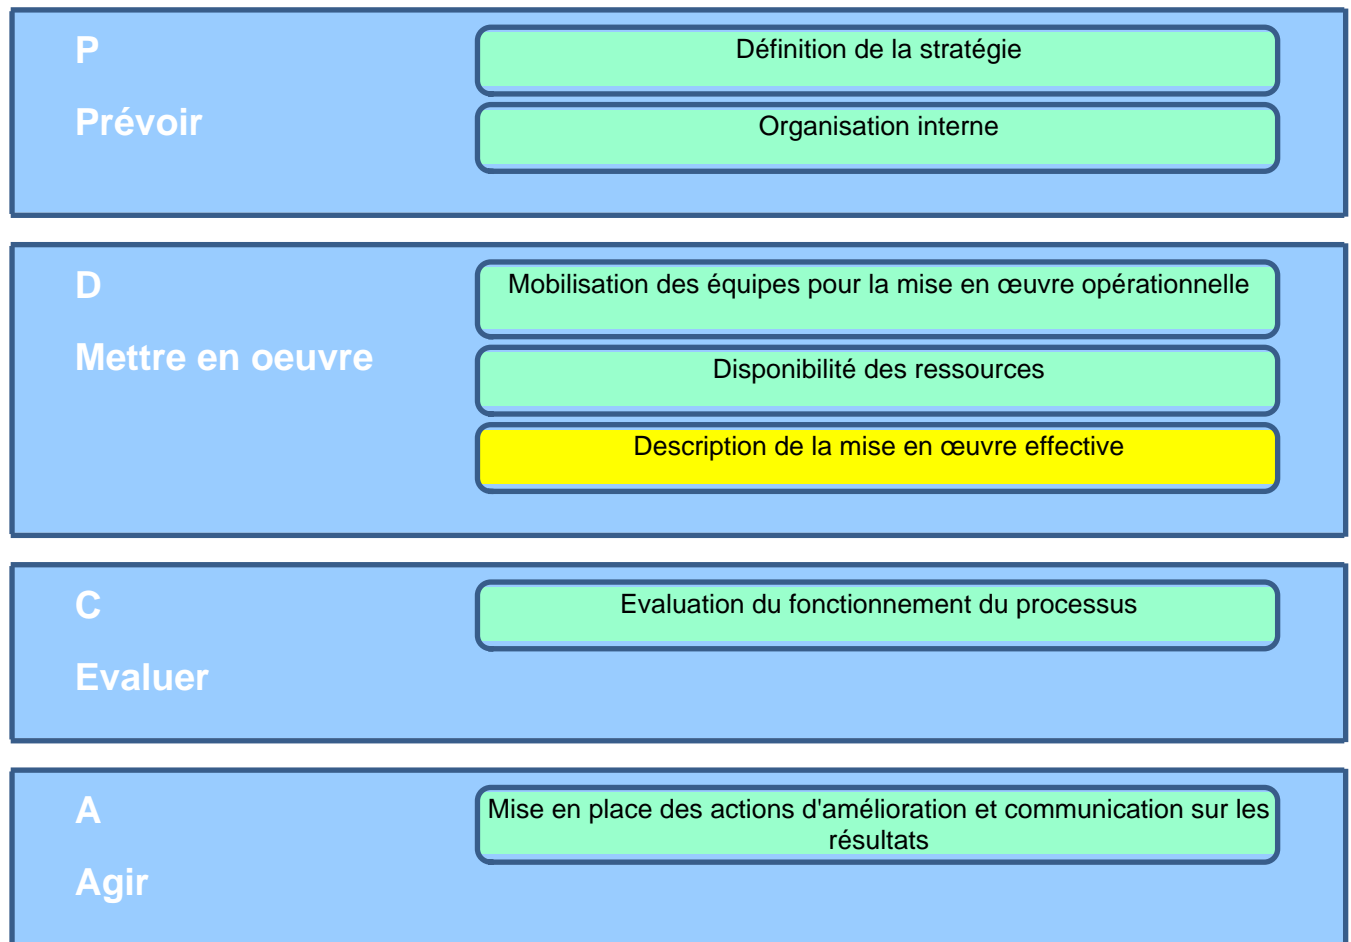 P
Prévoir
Définition de la stratégie
Organisation interne
D
Mettre en oeuvre
Mobilisation des équipes pour la mise en œuvre opérationnelle
Disponibilité des ressources
Description de la mise en œuvre effective
C
Evaluer
Evaluation du fonctionnement du processus
A
Agir
Mise en place des actions d'amélioration et communication sur les
résultats